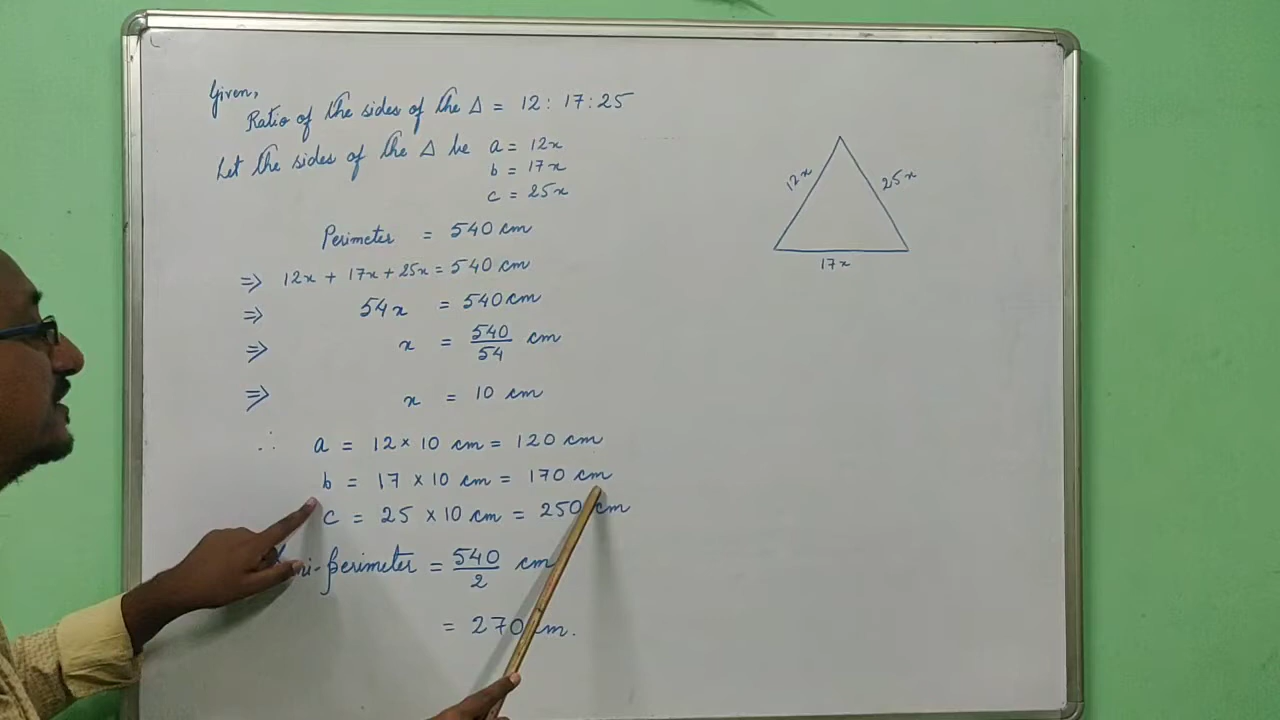 Given,
Ratio of the sides of the Δ = 12 : 17 : 25
Let the sides of the Δ be a = 12x
b = 17x
c = 25x
Perimeter = 540 cm
⇒ 12x + 17x + 25x = 540 cm
⇒ 54x = 540 cm
⇒ x = 540/54 cm
⇒ x = 10 cm
∴ a = 12 × 10 cm = 120 cm
b = 17 × 10 cm = 170 cm
c = 25 × 10 cm = 250 cm
-perimeter = 540/2 cm
= 270 cm.
12x
25x
17x